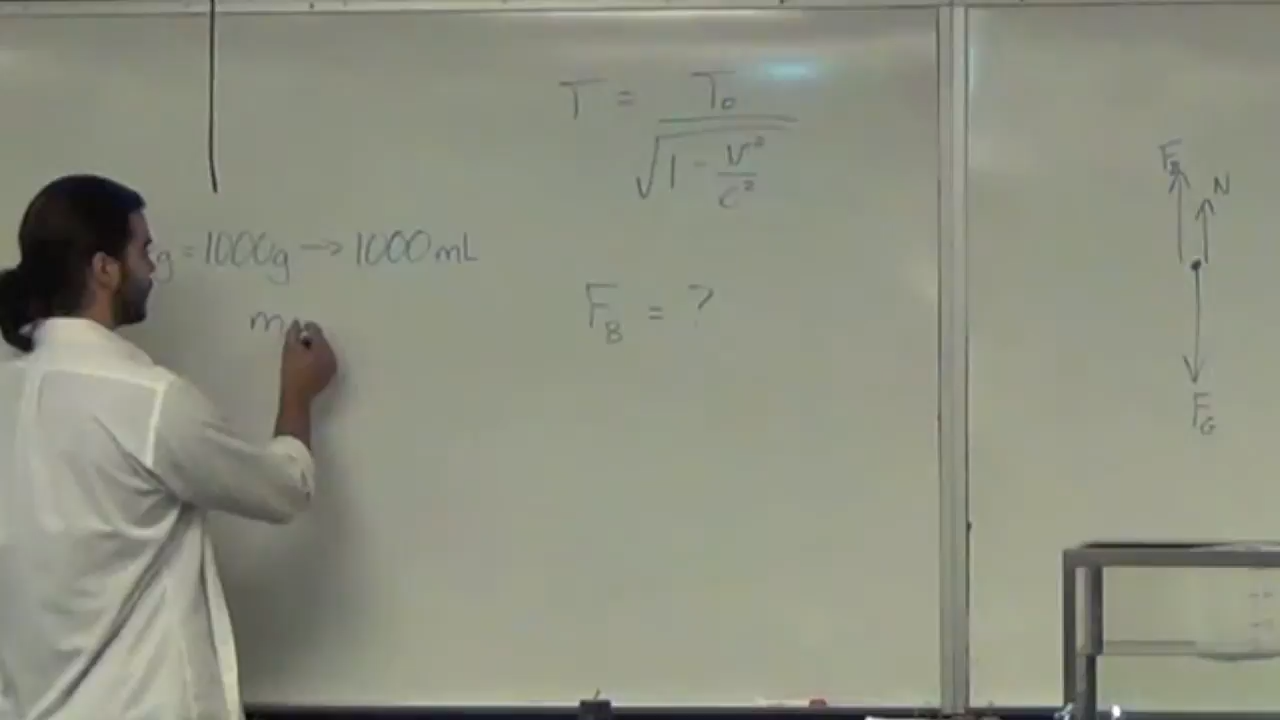 T = T₀ / √(1 - v²/c²)
g = 1000g → 1000mL
m
F_B = ?
F_B
N
F_G